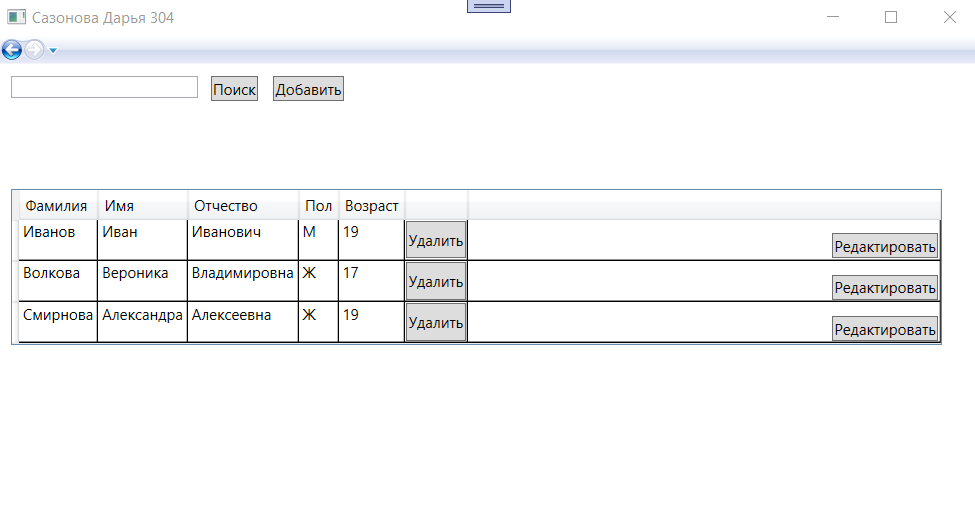 Сазонова Дарья 304
Поиск Добавить
Фамилия Имя Отчество Пол Возраст
Иванов Иван Иванович М 19 Удалить Редактировать
Волкова Вероника Владимировна Ж 17 Удалить Редактировать
Смирнова Александра Алексеевна Ж 19 Удалить Редактировать